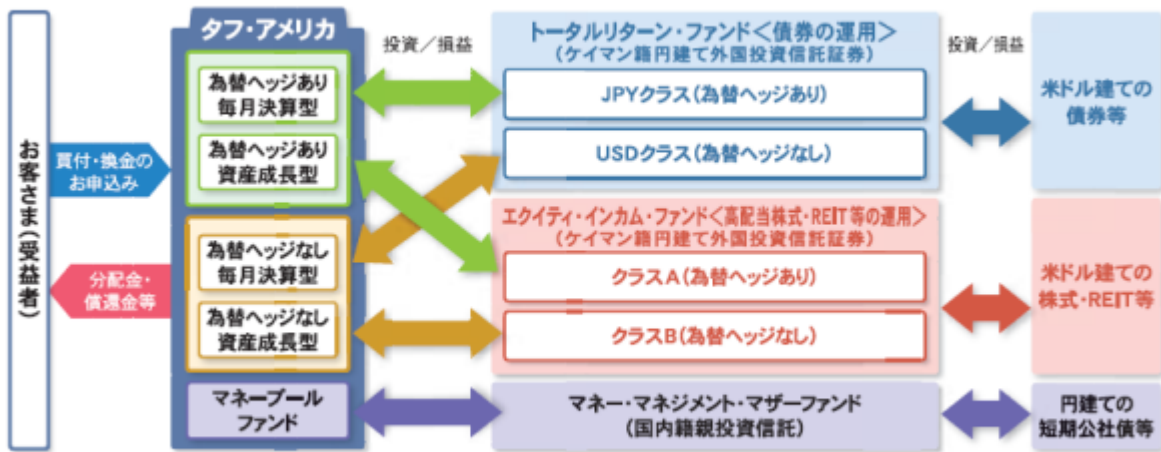 お客さま(受益者)
買付・換金の
お申込み
分配金・
償還金等
タフ・アメリカ
為替ヘッジあり
毎月決算型
為替ヘッジあり
資産成長型
為替ヘッジなし
毎月決算型
為替ヘッジなし
資産成長型
マネープール
ファンド
投資／損益
トータルリターン・ファンド＜債券の運用＞
(ケイマン籍円建て外国投資信託証券)
JPYクラス(為替ヘッジあり)
USDクラス(為替ヘッジなし)
エクイティ・インカム・ファンド＜高配当株式・REIT等の運用＞
(ケイマン籍円建て外国投資信託証券)
クラスA(為替ヘッジあり)
クラスB(為替ヘッジなし)
マネー・マネジメント・マザーファンド
(国内籍親投資信託)
投資／損益
米ドル建ての
債券等
米ドル建ての
株式・REIT等
円建ての
短期公社債等